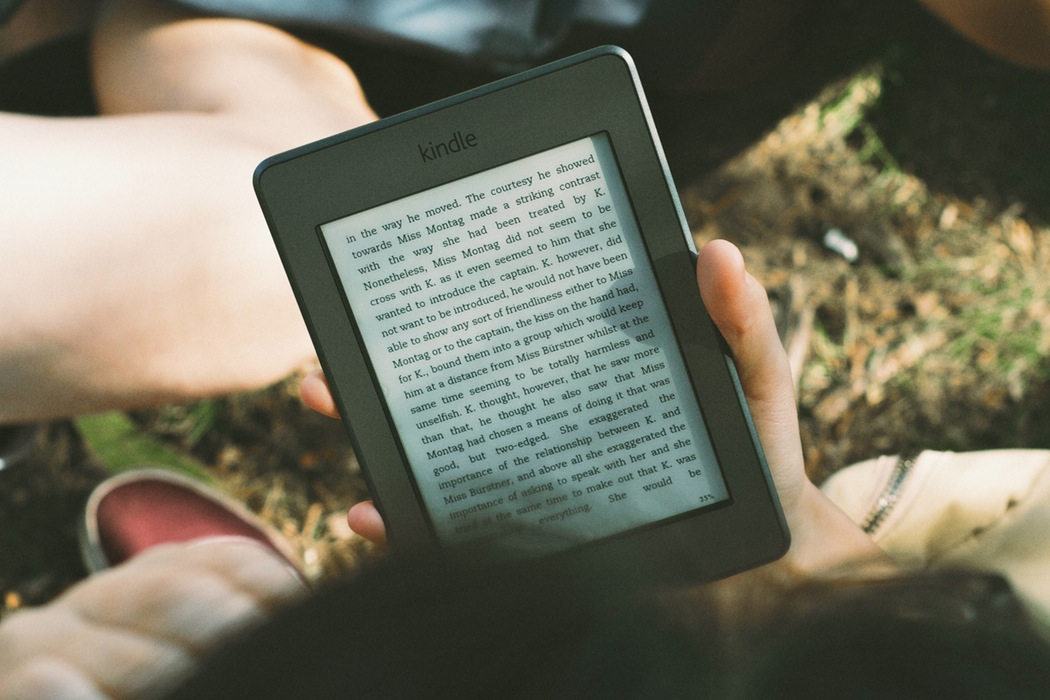 kindle
in the way he moved. The courtesy he showed
towards Miss Montag made a striking contrast
with the way she had been treated by K.
Nonetheless, Miss Montag did not seem to be
cross with K. as it even seemed to him that she
wanted to introduce the captain. K. however, did
not want to be introduced, he would not have been
able to show any sort of friendliness either to Miss
Montag or to the captain, the kiss on the hand had,
for K., bound them into a group which would keep
him at a distance from Miss Bürstner whilst at the
same time seeming to be totally harmless and
unselfish. K. thought, however, that he saw more
than that, he thought he also saw that Miss
Montag had chosen a means of doing it that was
good, but two-edged. She exaggerated the
importance of the relationship between K. and
Miss Bürstner, and above all she exaggerated the
importance of asking to speak with her and she
tried at the same time to make out that K. was
everything. She would be
21%